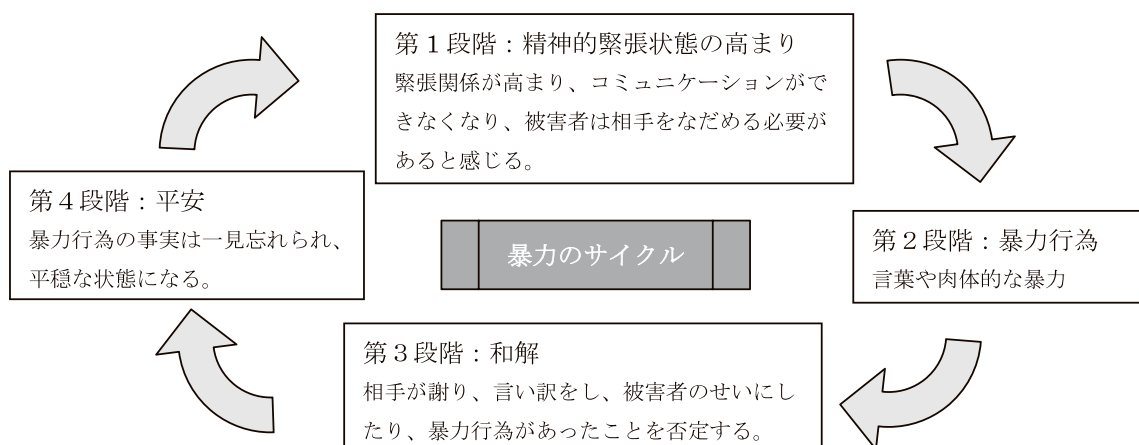 第１段階：精神的緊張状態の高まり
緊張関係が高まり、コミュニケーションがで
きなくなり、被害者は相手をなだめる必要が
あると感じる。
第２段階：暴力行為
言葉や肉体的な暴力
第３段階：和解
相手が謝り、言い訳をし、被害者のせいにし
たり、暴力行為があったことを否定する。
第４段階：平安
暴力行為の事実は一見忘れられ、
平穏な状態になる。
暴力のサイクル